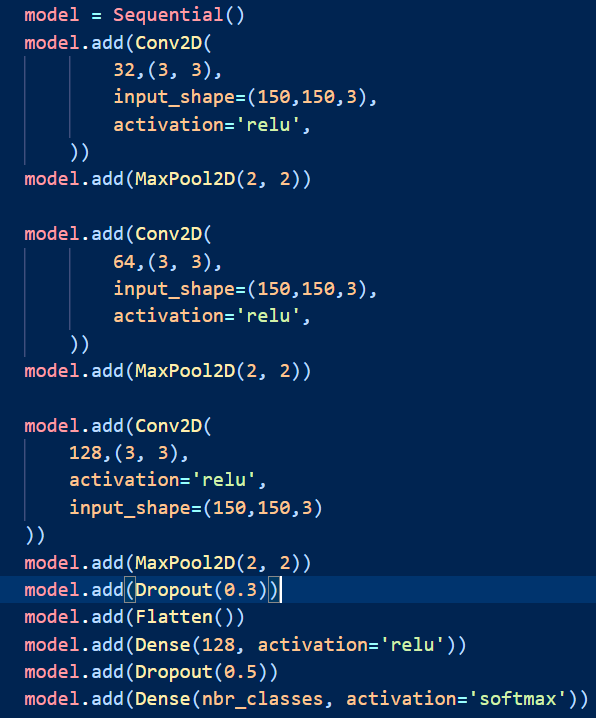 model = Sequential()
model.add(Conv2D(
        32,(3, 3),
        input_shape=(150,150,3),
        activation='relu',
    ))
model.add(MaxPool2D(2, 2))

model.add(Conv2D(
        64,(3, 3),
        input_shape=(150,150,3),
        activation='relu',
    ))
model.add(MaxPool2D(2, 2))

model.add(Conv2D(
    128,(3, 3),
    activation='relu',
    input_shape=(150,150,3)
))
model.add(MaxPool2D(2, 2))
model.add(Dropout(0.3))
model.add(Flatten())
model.add(Dense(128, activation='relu'))
model.add(Dropout(0.5))
model.add(Dense(nbr_classes, activation='softmax'))